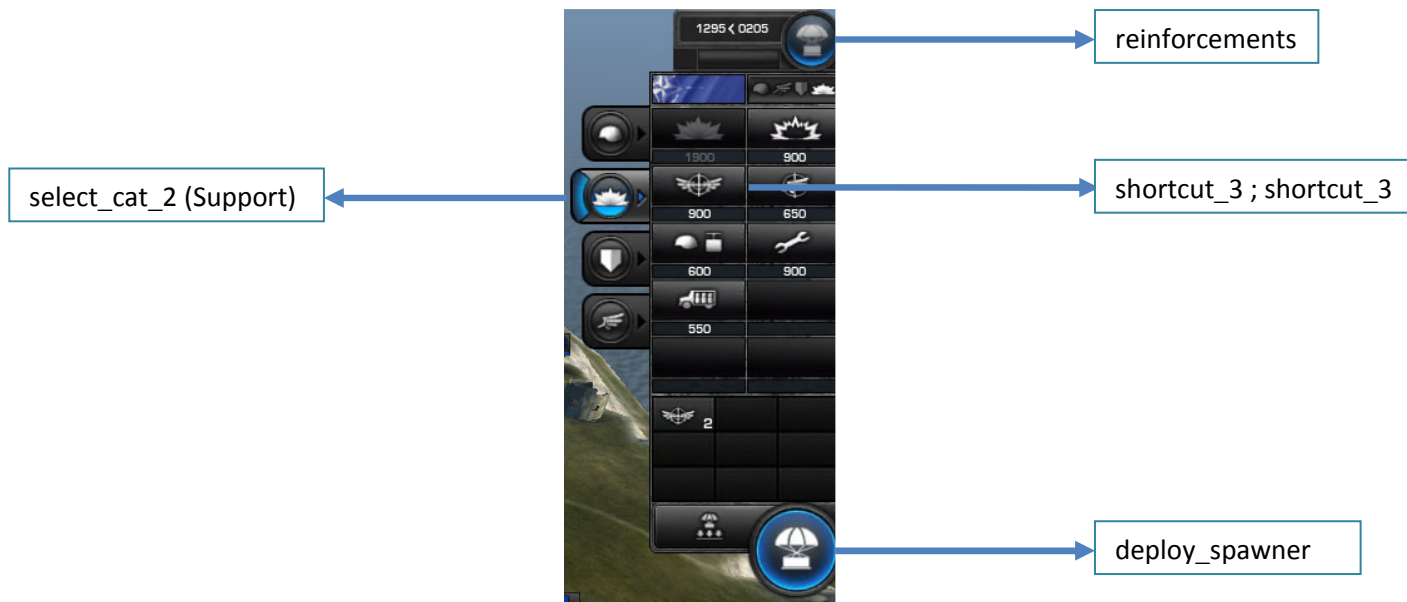 1295 < 0205
reinforcements
1900 900
select_cat_2 (Support)
shortcut_3 ; shortcut_3
900 650
600 900
550
2
deploy_spawner